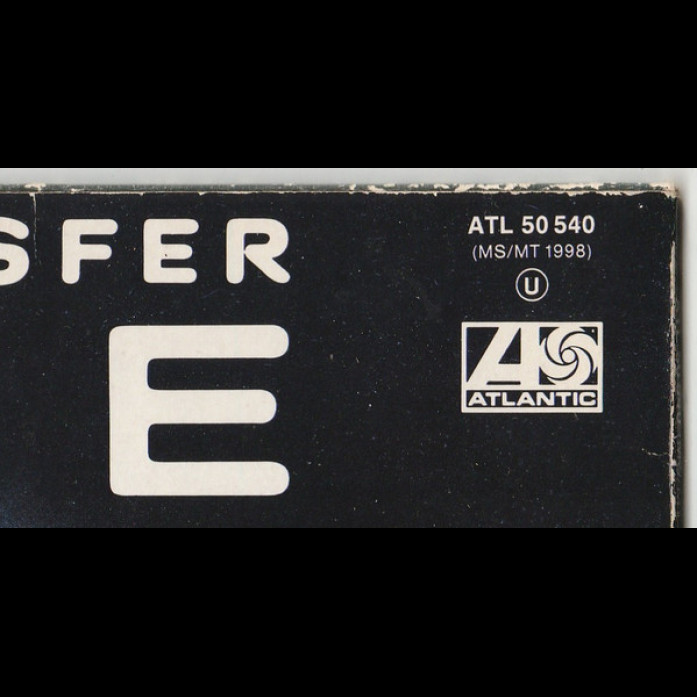 SFER
E
ATL 50 540
(MS/MT 1998)
U
ATLANTIC